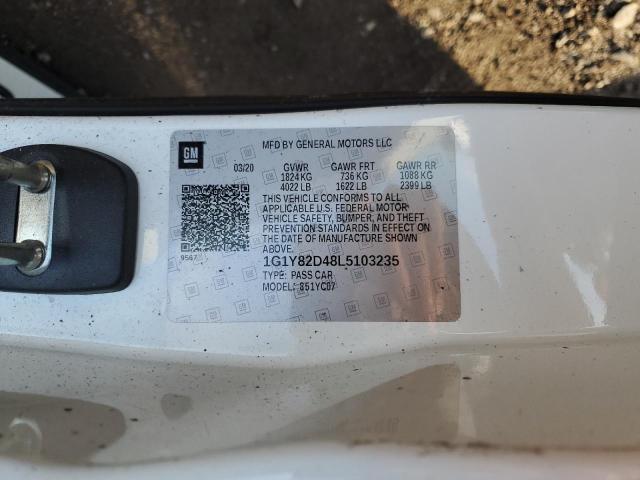 MFD BY GENERAL MOTORS LLC
GM
03/20 GVWR GAWR FRT GAWR RR
1824 KG 736 KG 1088 KG
4022 LB 1622 LB 2399 LB
THIS VEHICLE CONFORMS TO ALL
APPLICABLE U.S. FEDERAL MOTOR
VEHICLE SAFETY, BUMPER, AND THEFT
PREVENTION STANDARDS IN EFFECT ON
THE DATE OF MANUFACTURE SHOWN
ABOVE.
9567
1G1Y82D48L5103235
TYPE: PASS CAR
MODEL: 851YC07